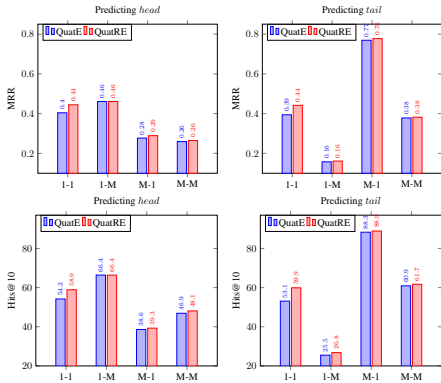 Predicting head
QuatE QuatRE
MRR
0.8
0.6
0.4
0.2
0.4 0.44 0.46 0.46 0.28 0.29 0.26 0.26
1-1 1-M M-1 M-M
Predicting tail
QuatE QuatRE
MRR
0.8
0.6
0.4
0.2
0.39 0.44 0.16 0.16 0.77 0.38 0.38
1-1 1-M M-1 M-M
Predicting head
QuatE QuatRE
Hits@10
80
60
40
20
54.2 58.9 66.4 66.4 38.6 39.3 46.9 48.1
1-1 1-M M-1 M-M
Predicting tail
QuatE QuatRE
Hits@10
80
60
40
20
53.1 59.9 25.5 26.8 60.9 61.7
1-1 1-M M-1 M-M